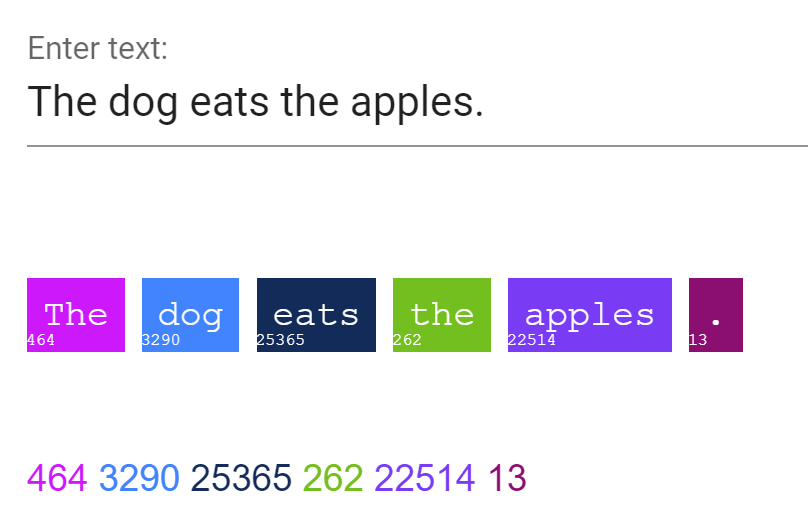 Enter text:
The dog eats the apples.
The dog eats the apples .
464 3290 25365 262 22514 13
464 3290 25365 262 22514 13